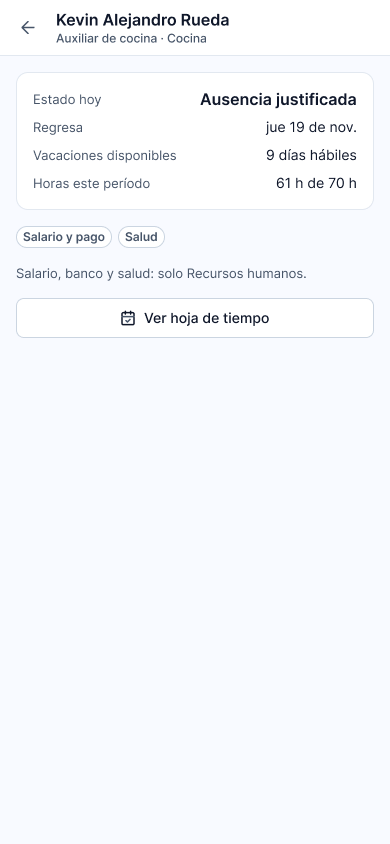 Kevin Alejandro Rueda
Auxiliar de cocina · Cocina
Estado hoy Ausencia justificada
Regresa jue 19 de nov.
Vacaciones disponibles 9 días hábiles
Horas este período 61 h de 70 h
Salario y pago Salud
Salario, banco y salud: solo Recursos humanos.
Ver hoja de tiempo